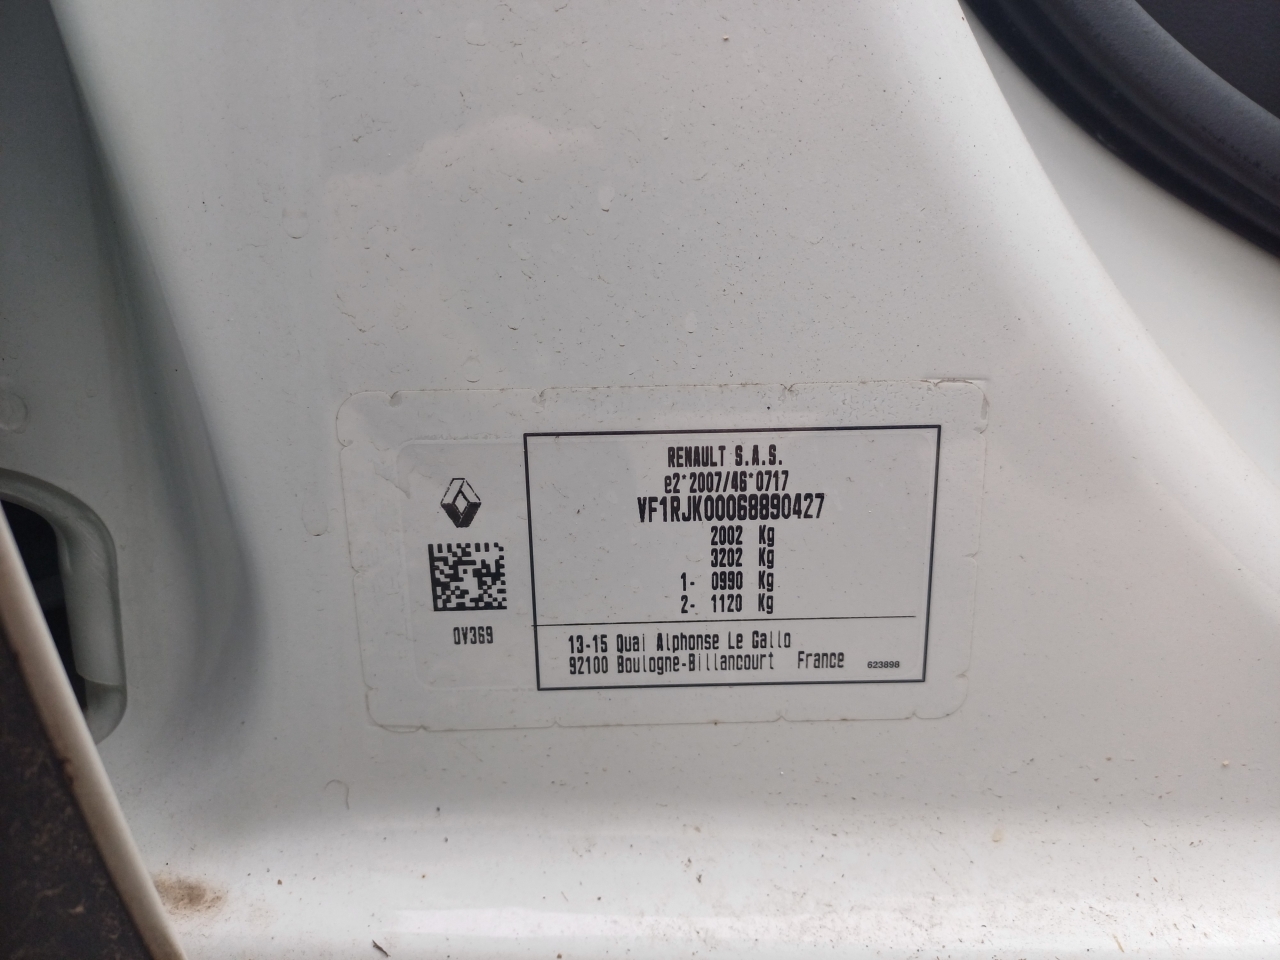 RENAULT S.A.S.
e2*2007/46*0717
VF1RJK00068890427
2002 Kg
3202 Kg
1- 0990 Kg
2- 1120 Kg
0V369
13-15 Quai Alphonse Le Gallo
92100 Boulogne-Billancourt France
623898